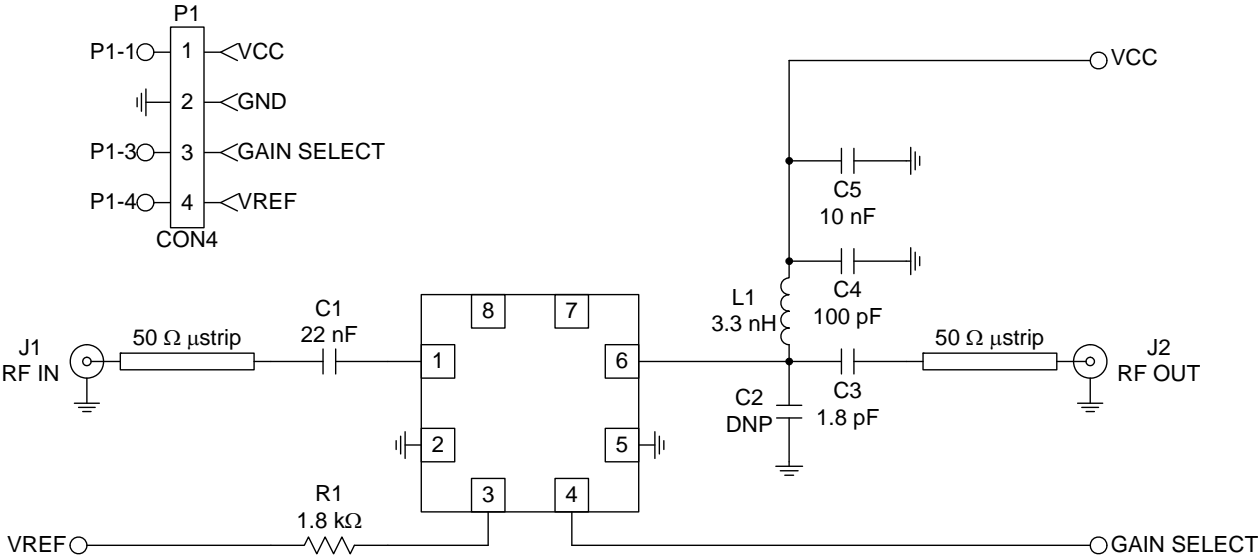 P1
P1-1 1 VCC
2 GND
P1-3 3 GAIN SELECT
P1-4 4 VREF
CON4
VCC
C5
10 nF
C4
100 pF
L1
3.3 nH
J1
RF IN
50 Ω μstrip
C1
22 nF
8 7
1 6
2 5
3 4
C2
DNP
C3
1.8 pF
50 Ω μstrip
J2
RF OUT
R1
1.8 kΩ
VREF
GAIN SELECT